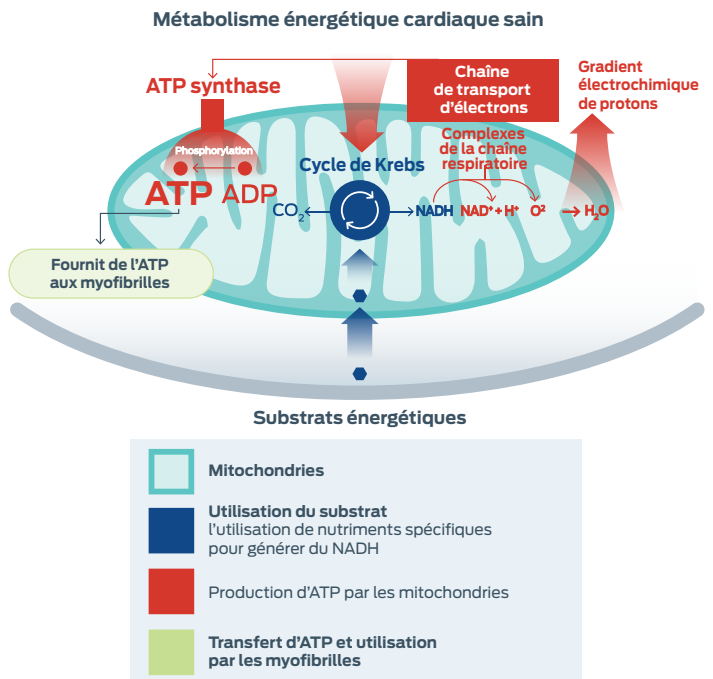 Métabolisme énergétique cardiaque sain
ATP synthase
Chaîne
de transport
d'électrons
Gradient
électrochimique
de protons
Phosphorylation
ATP ADP
Complexes
de la chaîne
respiratoire
Cycle de Krebs
CO₂
NADH NAD⁺ + H⁺ O² H₂O
Fournit de l'ATP
aux myofibrilles
Substrats énergétiques
Mitochondries
Utilisation du substrat
l'utilisation de nutriments spécifiques
pour générer du NADH
Production d'ATP par les mitochondries
Transfert d'ATP et utilisation
par les myofibrilles